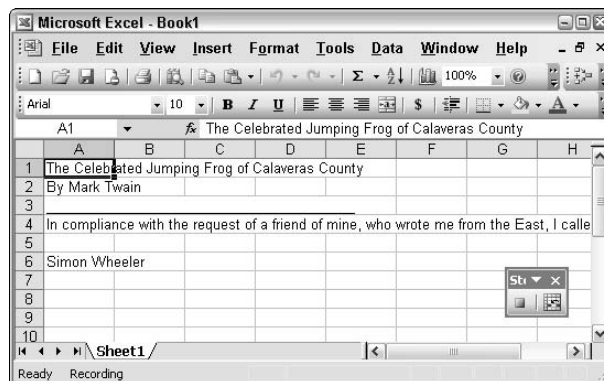 Microsoft Excel - Book1
File Edit View Insert Format Tools Data Window Help
100%
Arial 10 B I U $ A
A1 fx The Celebrated Jumping Frog of Calaveras County
A B C D E F G H
1 The Celebrated Jumping Frog of Calaveras County
2 By Mark Twain
3
4 In compliance with the request of a friend of mine, who wrote me from the East, I calle
5
6 Simon Wheeler
7
8
9
10
Sheet1
Ready Recording